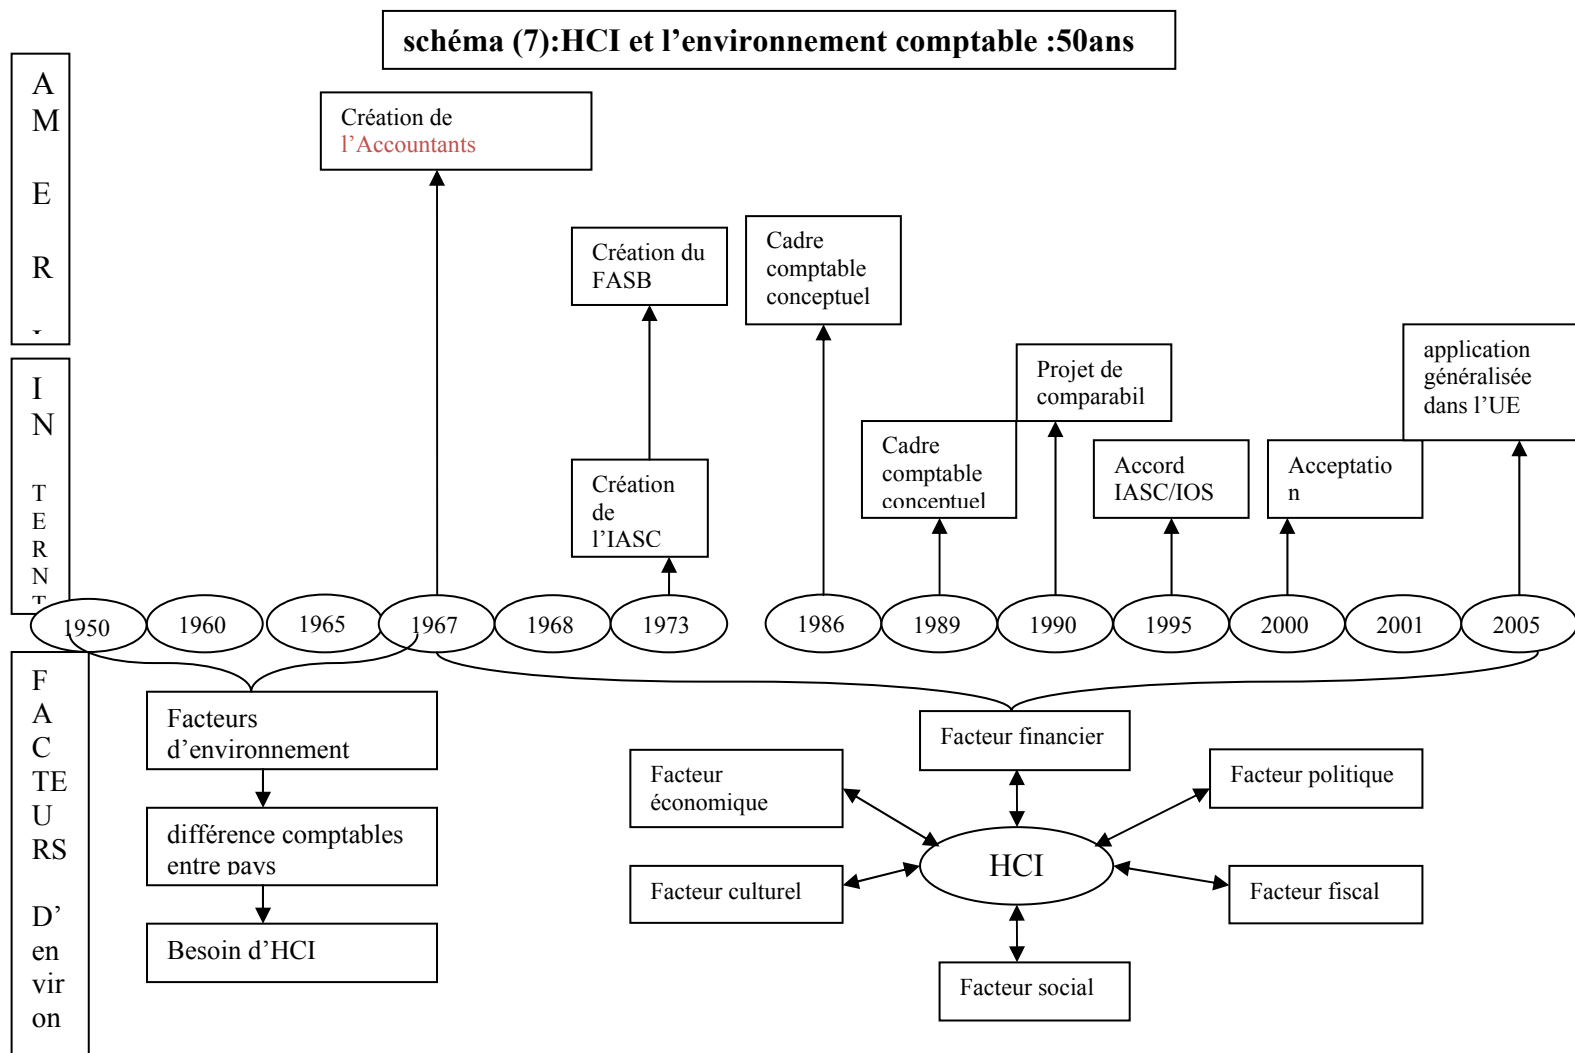 schéma (7):HCI et l’environnement comptable :50ans
A
M
E
R
Création de
l’Accountants
Création du
FASB
Cadre
comptable
conceptuel
application
généralisée
dans l’UE
I
N
T
E
R
N
T
Projet de
comparabil
Cadre
comptable
conceptuel
Création
de
l’IASC
Accord
IASC/IOS
Acceptatio
n
1950
1960
1965
1967
1968
1973
1986
1989
1990
1995
2000
2001
2005
F
A
C
TE
U
RS
D’
en
vir
on
Facteurs
d’environnement
différence comptables
entre pays
Besoin d’HCI
Facteur financier
Facteur
économique
Facteur politique
HCI
Facteur culturel
Facteur fiscal
Facteur social